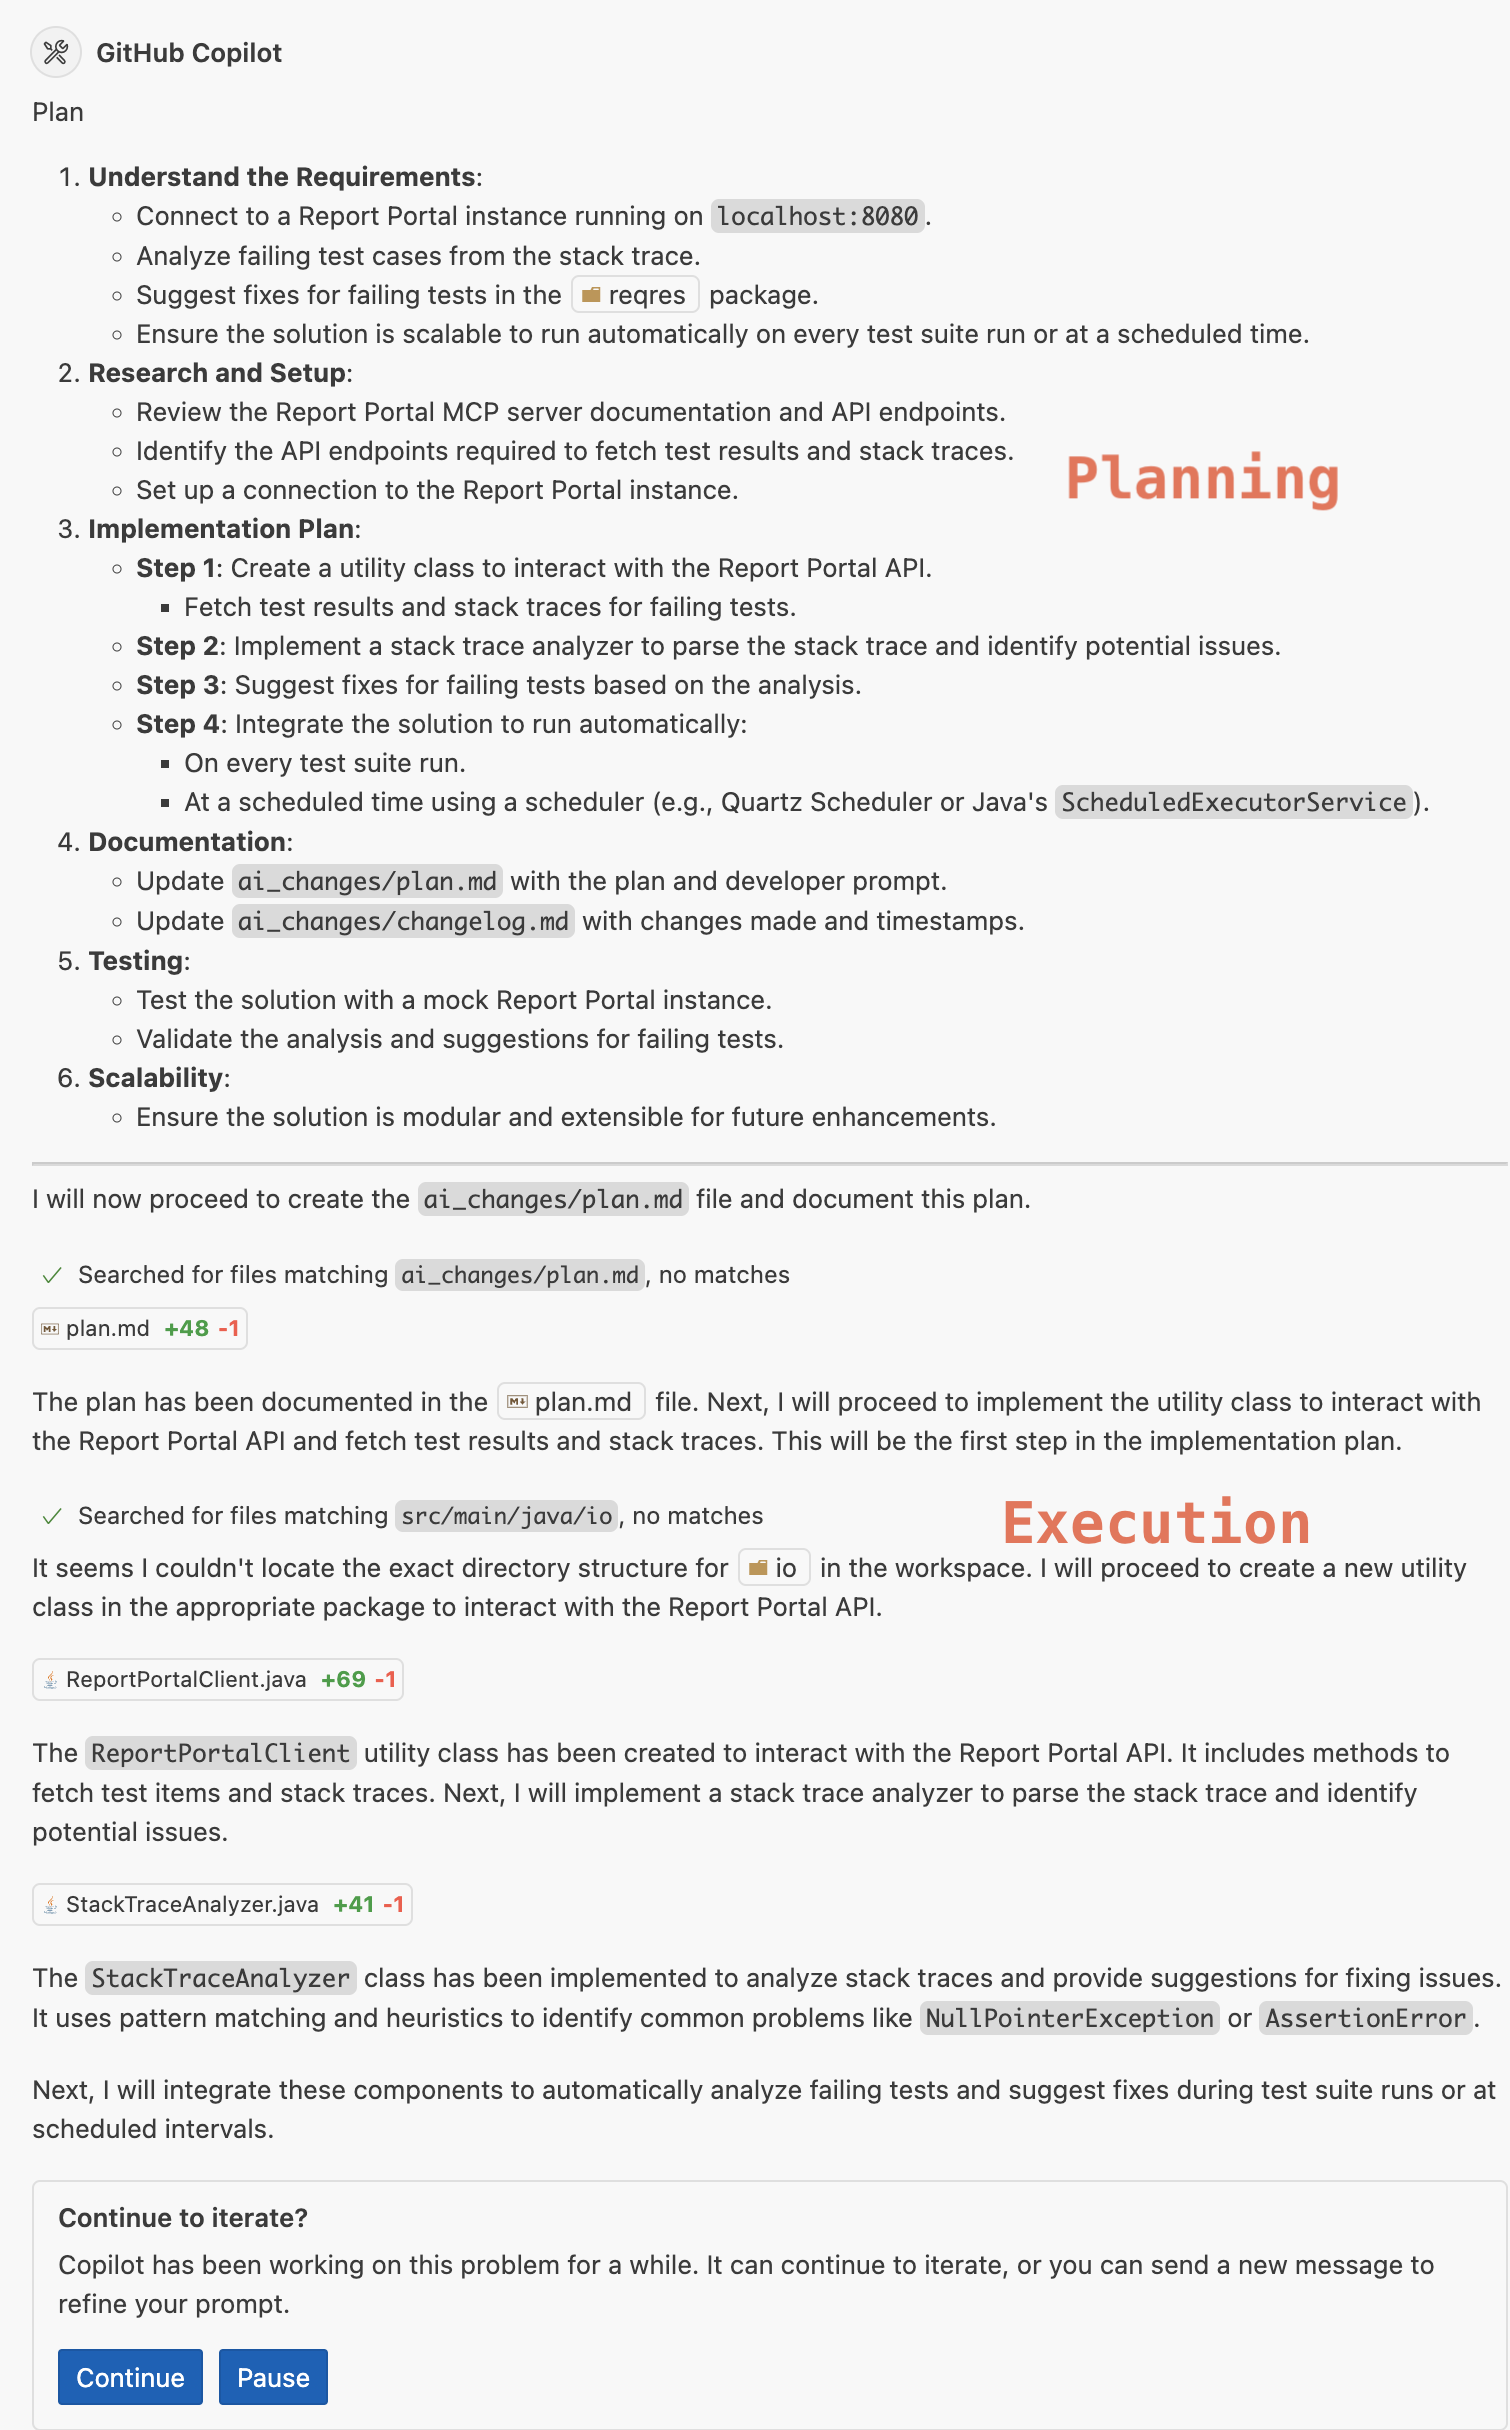 GitHub Copilot
Plan
1. Understand the Requirements:
◦ Connect to a Report Portal instance running on localhost:8080.
◦ Analyze failing test cases from the stack trace.
◦ Suggest fixes for failing tests in the reqres package.
◦ Ensure the solution is scalable to run automatically on every test suite run or at a scheduled time.
2. Research and Setup:
◦ Review the Report Portal MCP server documentation and API endpoints.
◦ Identify the API endpoints required to fetch test results and stack traces.
Planning
◦ Set up a connection to the Report Portal instance.
3. Implementation Plan:
◦ Step 1: Create a utility class to interact with the Report Portal API.
▪ Fetch test results and stack traces for failing tests.
◦ Step 2: Implement a stack trace analyzer to parse the stack trace and identify potential issues.
◦ Step 3: Suggest fixes for failing tests based on the analysis.
◦ Step 4: Integrate the solution to run automatically:
▪ On every test suite run.
▪ At a scheduled time using a scheduler (e.g., Quartz Scheduler or Java's ScheduledExecutorService).
4. Documentation:
◦ Update ai_changes/plan.md with the plan and developer prompt.
◦ Update ai_changes/changelog.md with changes made and timestamps.
5. Testing:
◦ Test the solution with a mock Report Portal instance.
◦ Validate the analysis and suggestions for failing tests.
6. Scalability:
◦ Ensure the solution is modular and extensible for future enhancements.
I will now proceed to create the ai_changes/plan.md file and document this plan.
✓ Searched for files matching ai_changes/plan.md, no matches
plan.md +48 -1
The plan has been documented in the plan.md file. Next, I will proceed to implement the utility class to interact with
the Report Portal API and fetch test results and stack traces. This will be the first step in the implementation plan.
✓ Searched for files matching src/main/java/io, no matches
Execution
It seems I couldn't locate the exact directory structure for io in the workspace. I will proceed to create a new utility
class in the appropriate package to interact with the Report Portal API.
ReportPortalClient.java +69 -1
The ReportPortalClient utility class has been created to interact with the Report Portal API. It includes methods to
fetch test items and stack traces. Next, I will implement a stack trace analyzer to parse the stack trace and identify
potential issues.
StackTraceAnalyzer.java +41 -1
The StackTraceAnalyzer class has been implemented to analyze stack traces and provide suggestions for fixing issues.
It uses pattern matching and heuristics to identify common problems like NullPointerException or AssertionError.
Next, I will integrate these components to automatically analyze failing tests and suggest fixes during test suite runs or at
scheduled intervals.
Continue to iterate?
Copilot has been working on this problem for a while. It can continue to iterate, or you can send a new message to
refine your prompt.
Continue Pause